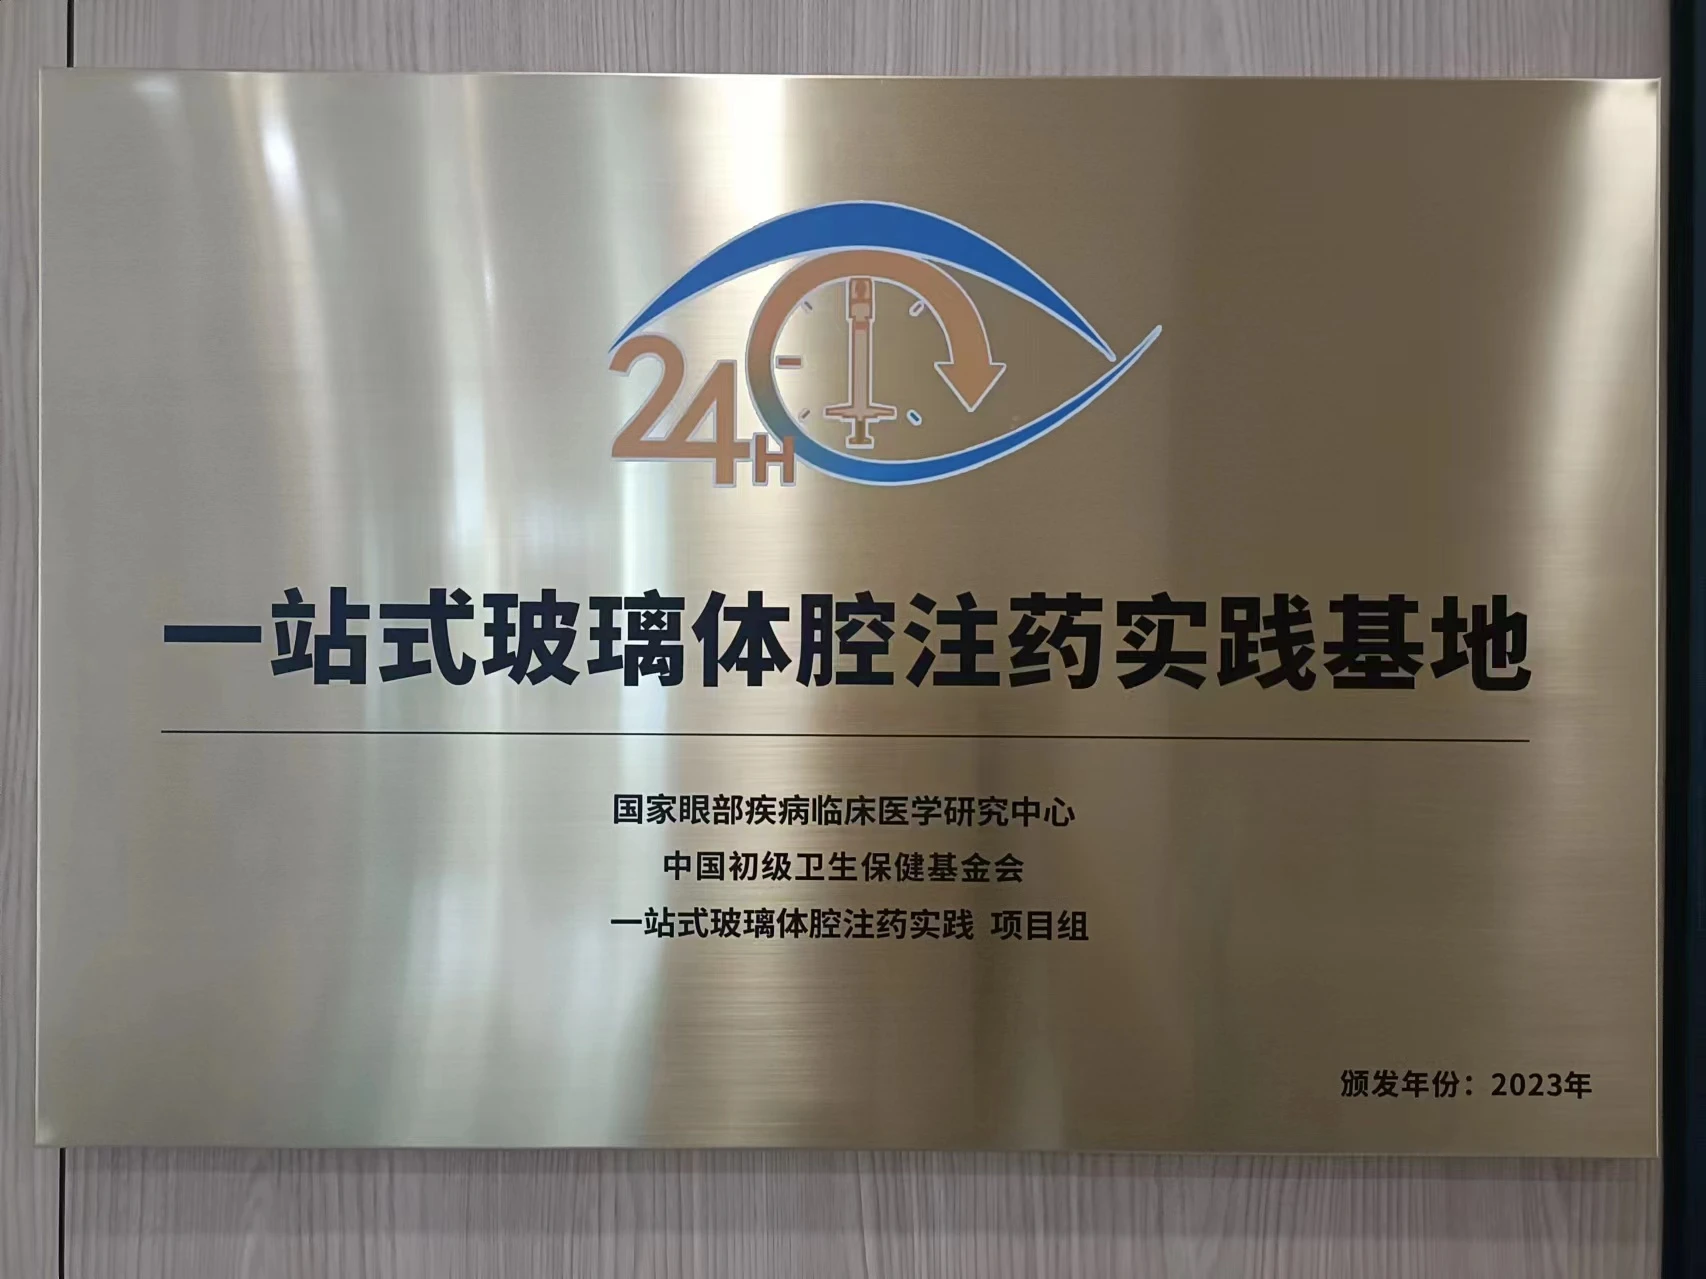 24H
一站式玻璃体腔注药实践基地
国家眼部疾病临床医学研究中心
中国初级卫生保健基金会
一站式玻璃体腔注药实践 项目组
颁发年份：2023年